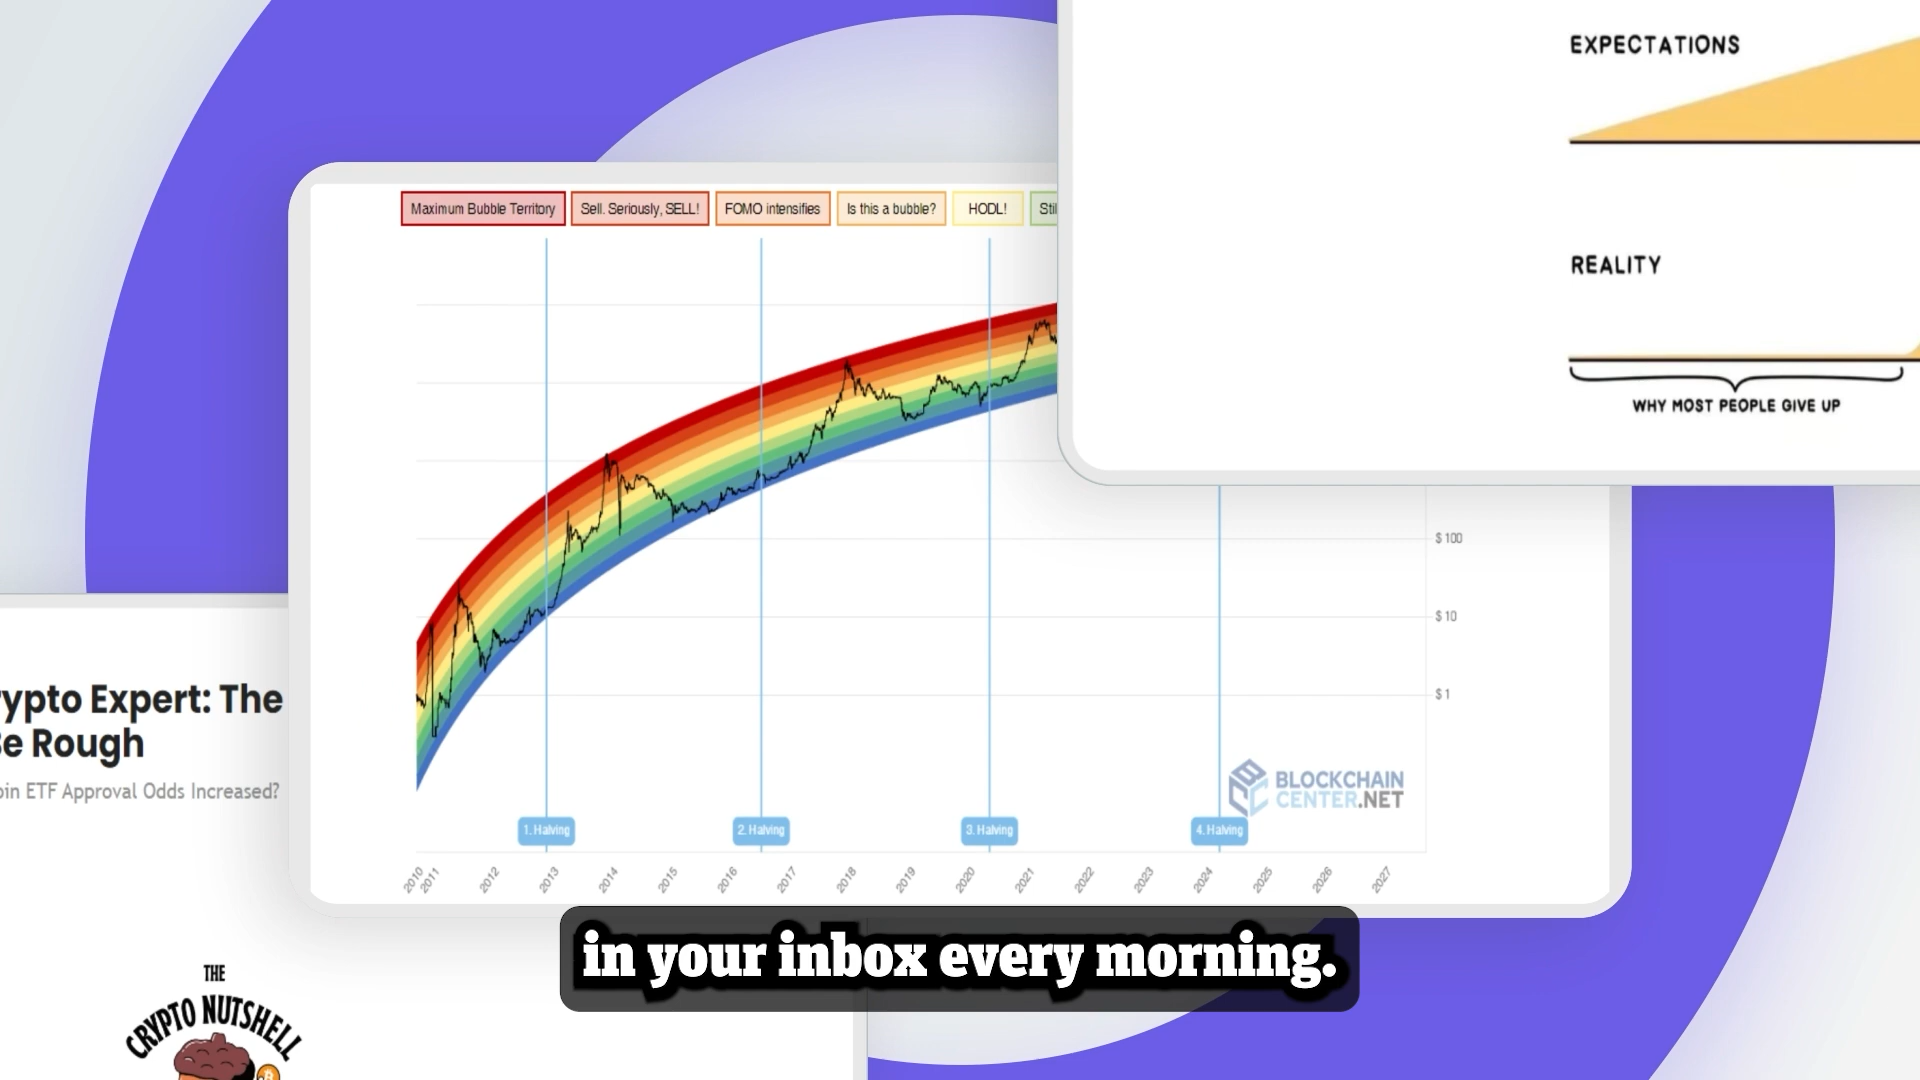 EXPECTATIONS
Maximum Bubble Territory
Sell. Seriously, SELL!
FOMO intensifies
Is this a bubble?
HODL!
REALITY
WHY MOST PEOPLE GIVE UP
$ 100
$ 10
$ 1
Expert: The
Rough
ETF Approval Odds Increased?
BLOCKCHAIN
CENTER.NET
1. Halving
2. Halving
3. Halving
4. Halving
2010
2011
2012
2013
2014
2015
2016
2017
2018
2019
2020
2021
2022
2023
2024
2025
2026
2027
in your inbox every morning.
THE
CRYPTO NUTSHELL